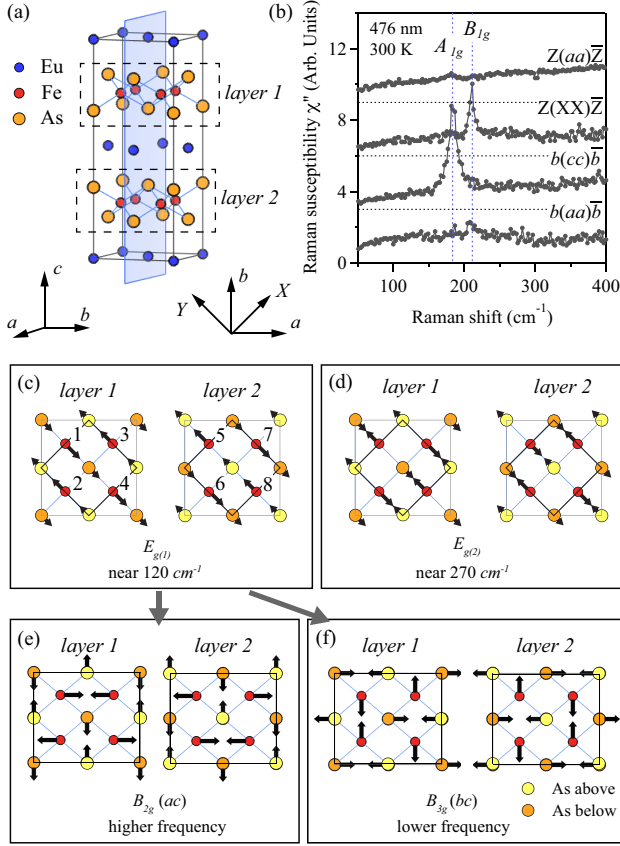 (a)
Eu
Fe
As
layer 1
layer 2
c
a
b
b
Y
X
a
(b)
476 nm
300 K
A1g
B1g
Z(aa)Z̅
Z(XX)Z̅
b(cc)b̅
b(aa)b̅
Raman susceptibility χ" (Arb. Units)
12
8
4
0
100
200
300
400
Raman shift (cm-1)
(c)
layer 1
layer 2
1
3
2
4
5
7
6
8
Eg(1)
near 120 cm-1
(d)
layer 1
layer 2
Eg(2)
near 270 cm-1
(e)
layer 1
layer 2
B2g (ac)
higher frequency
(f)
layer 1
layer 2
B3g (bc)
lower frequency
As above
As below